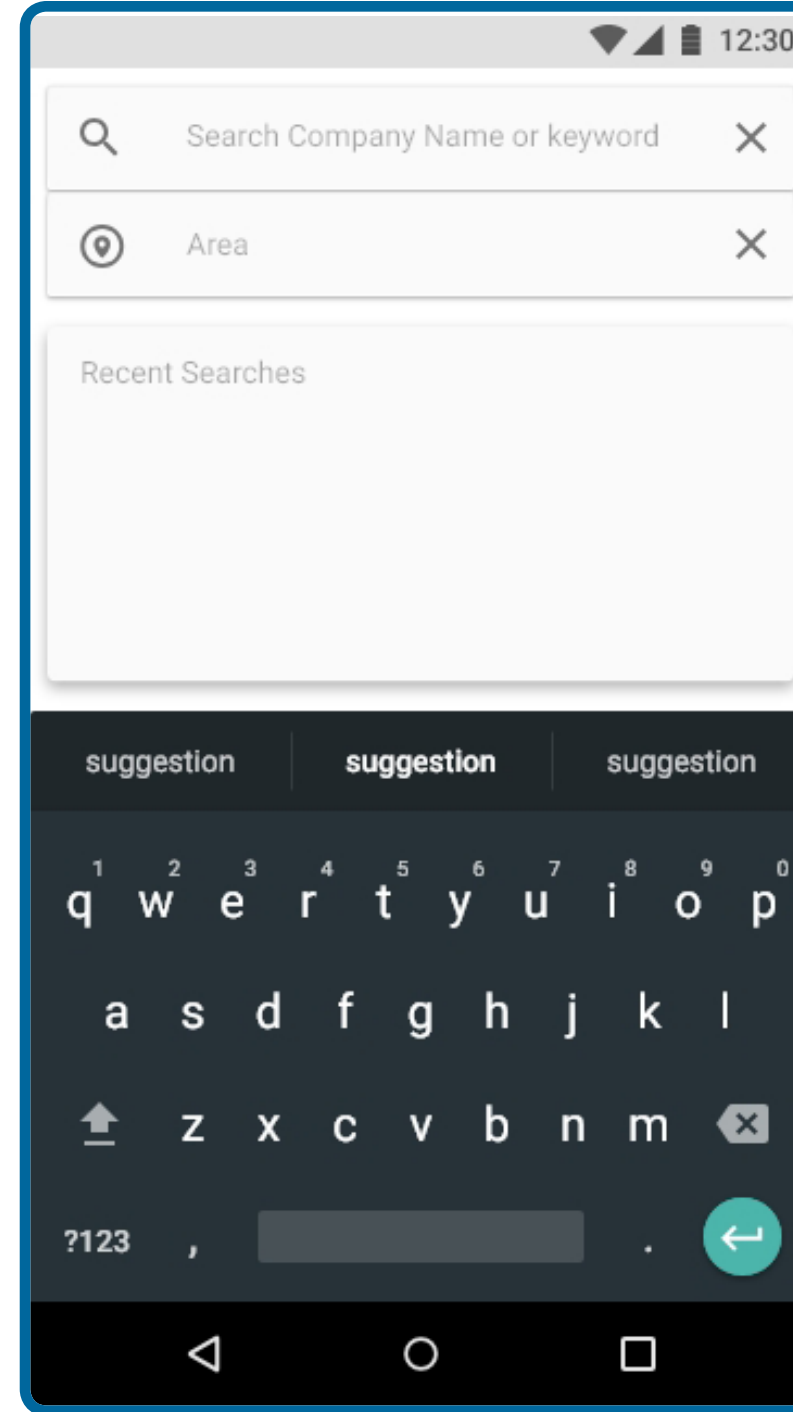 12:30
Search Company Name or keyword
Area
Recent Searches
suggestion suggestion suggestion
1 2 3 4 5 6 7 8 9 0
q w e r t y u i o p
a s d f g h j k l
z x c v b n m
?123 , .